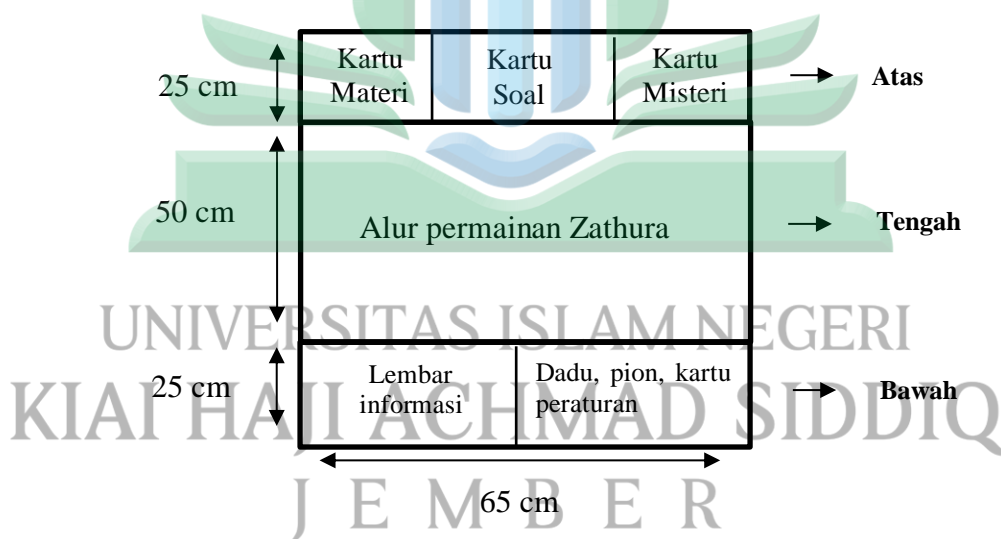 Kartu
Materi
Kartu
Soal
Kartu
Misteri
25 cm
Atas
50 cm
Alur permainan Zathura
Tengah
UNIVERSITAS ISLAM NEGERI
25 cm
Lembar
informasi
Dadu, pion, kartu
peraturan
Bawah
KIAI HAJI ACHMAD SIDDIQ
65 cm
JEMBER